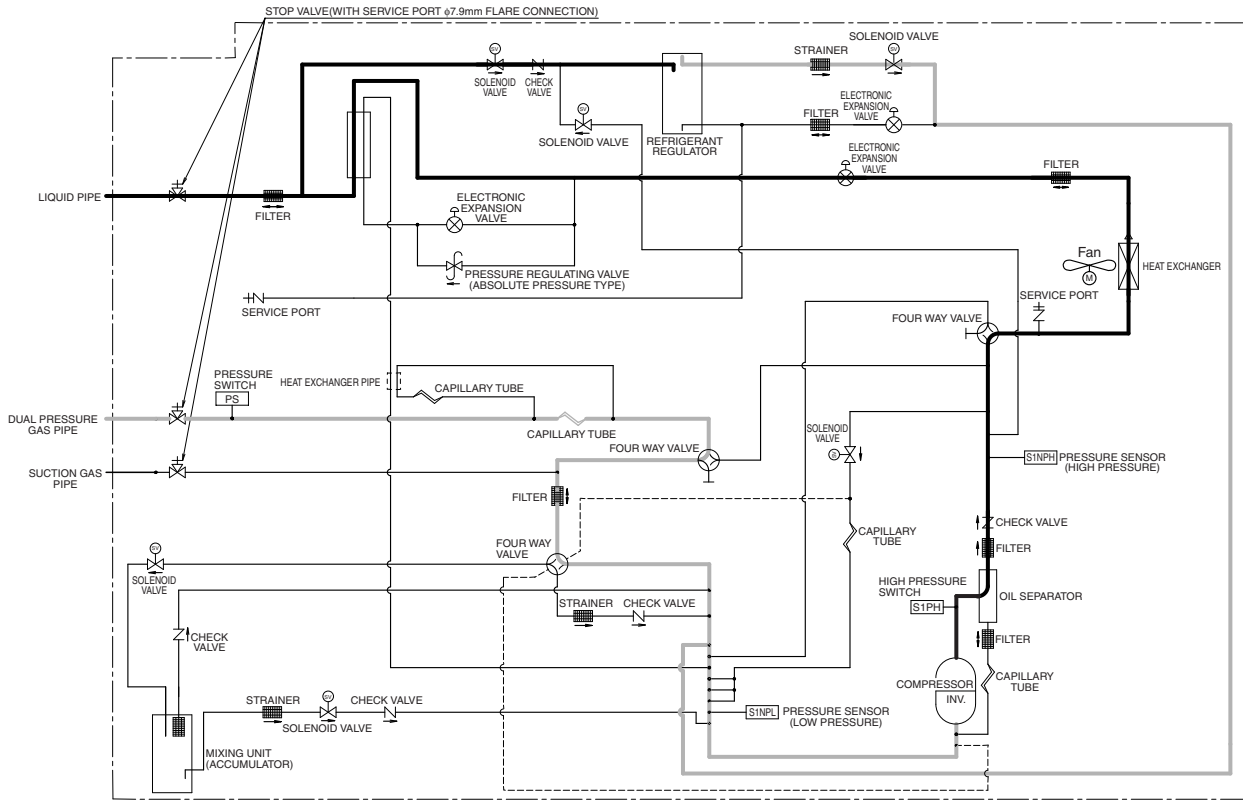 STOP VALVE(WITH SERVICE PORT φ7.9mm FLARE CONNECTION)
SV
SOLENOID
VALVE
CHECK
VALVE
SV
SOLENOID VALVE
REFRIGERANT
REGULATOR
STRAINER
SOLENOID VALVE
SV
FILTER
ELECTRONIC
EXPANSION
VALVE
ELECTRONIC
EXPANSION
VALVE
FILTER
LIQUID PIPE
FILTER
ELECTRONIC
EXPANSION
VALVE
PRESSURE REGULATING VALVE
(ABSOLUTE PRESSURE TYPE)
SERVICE PORT
Fan
M
HEAT EXCHANGER
SERVICE PORT
FOUR WAY VALVE
PRESSURE
SWITCH
PS
HEAT EXCHANGER PIPE
CAPILLARY TUBE
DUAL PRESSURE
GAS PIPE
CAPILLARY TUBE
FOUR WAY VALVE
SOLENOID
VALVE
SV
SUCTION GAS
PIPE
S1NPH
PRESSURE SENSOR
(HIGH PRESSURE)
FILTER
CHECK VALVE
FILTER
CAPILLARY
TUBE
FOUR WAY
VALVE
SV
SOLENOID
VALVE
HIGH PRESSURE
SWITCH
S1PH
OIL SEPARATOR
STRAINER
CHECK VALVE
CHECK
VALVE
FILTER
COMPRESSOR
INV.
CAPILLARY
TUBE
STRAINER
SV
SOLENOID VALVE
CHECK VALVE
S1NPL
PRESSURE SENSOR
(LOW PRESSURE)
MIXING UNIT
(ACCUMULATOR)